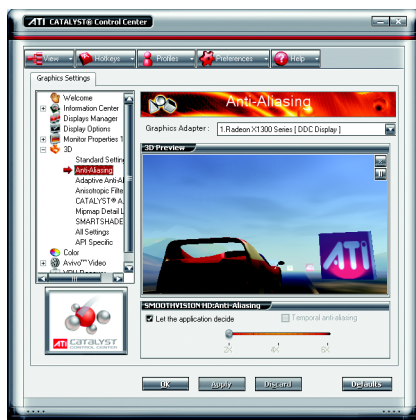 ATI CATALYST® Control Center
View
Hotkeys
Profiles
Preferences
Help
Graphics Settings
Welcome
Information Center
Displays Manager
Display Options
Monitor Properties 1
3D
Standard Settin
Anti-Aliasing
Adaptive Anti-Al
Anisotropic Filte
CATALYST® A.
Mipmap Detail L
SMARTSHADE
All Settings
API Specific
Color
Avivo™ Video
VPU Recover
Anti-Aliasing
Graphics Adapter :
1.Radeon X1300 Series [ DDC Display ]
3D Preview
ATI
SMOOTHVISION HD:Anti-Aliasing
Let the application decide
Temporal anti-aliasing
2X
4X
6X
ATI CATALYST
CONTROL CENTER
OK
Apply
Discard
Defaults